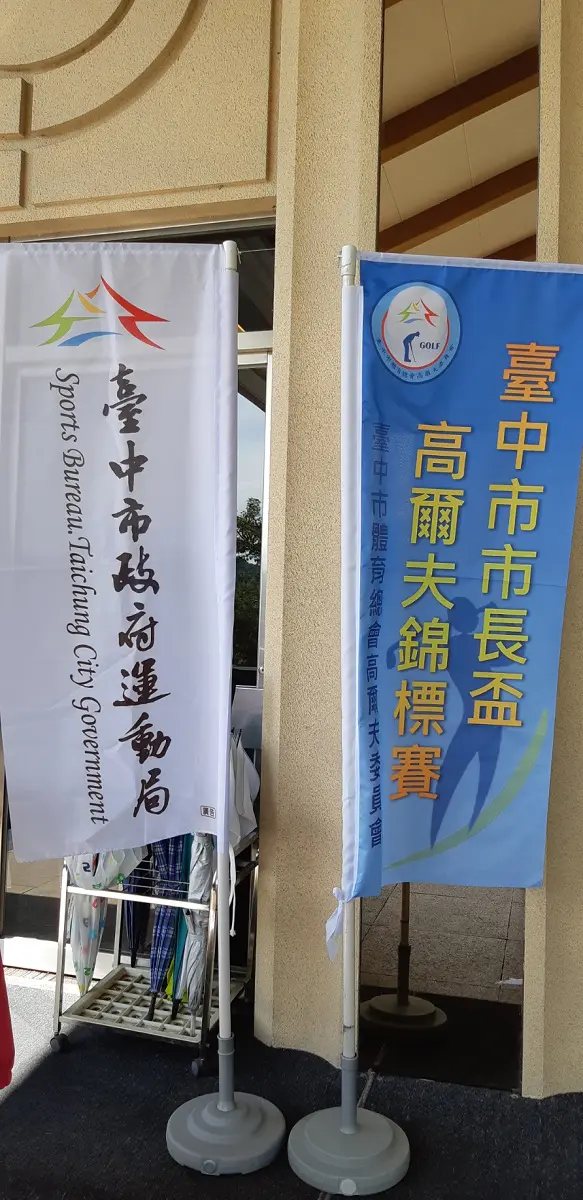 臺中市政府運動局
Sports Bureau.Taichung City Government
廣告
GOLF
臺中市市長盃
高爾夫錦標賽
臺中市體育總會高爾夫委員會